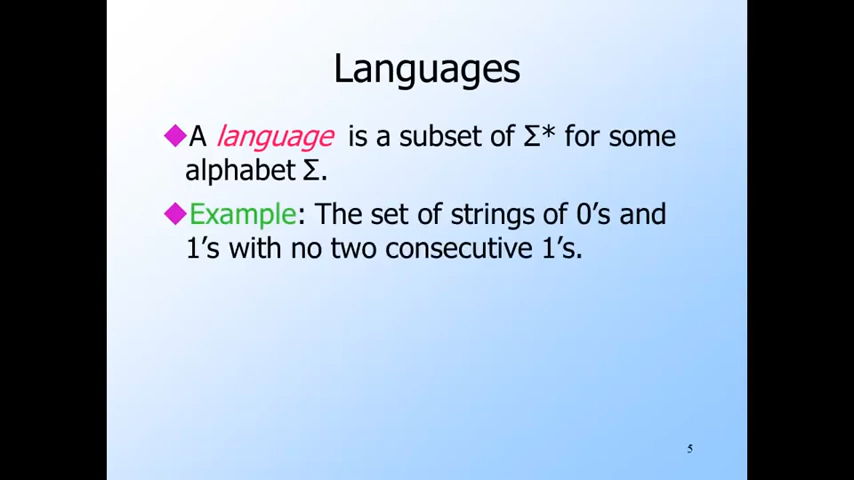 Languages
A language is a subset of Σ* for some
alphabet Σ.
Example: The set of strings of 0’s and
1’s with no two consecutive 1’s.
5